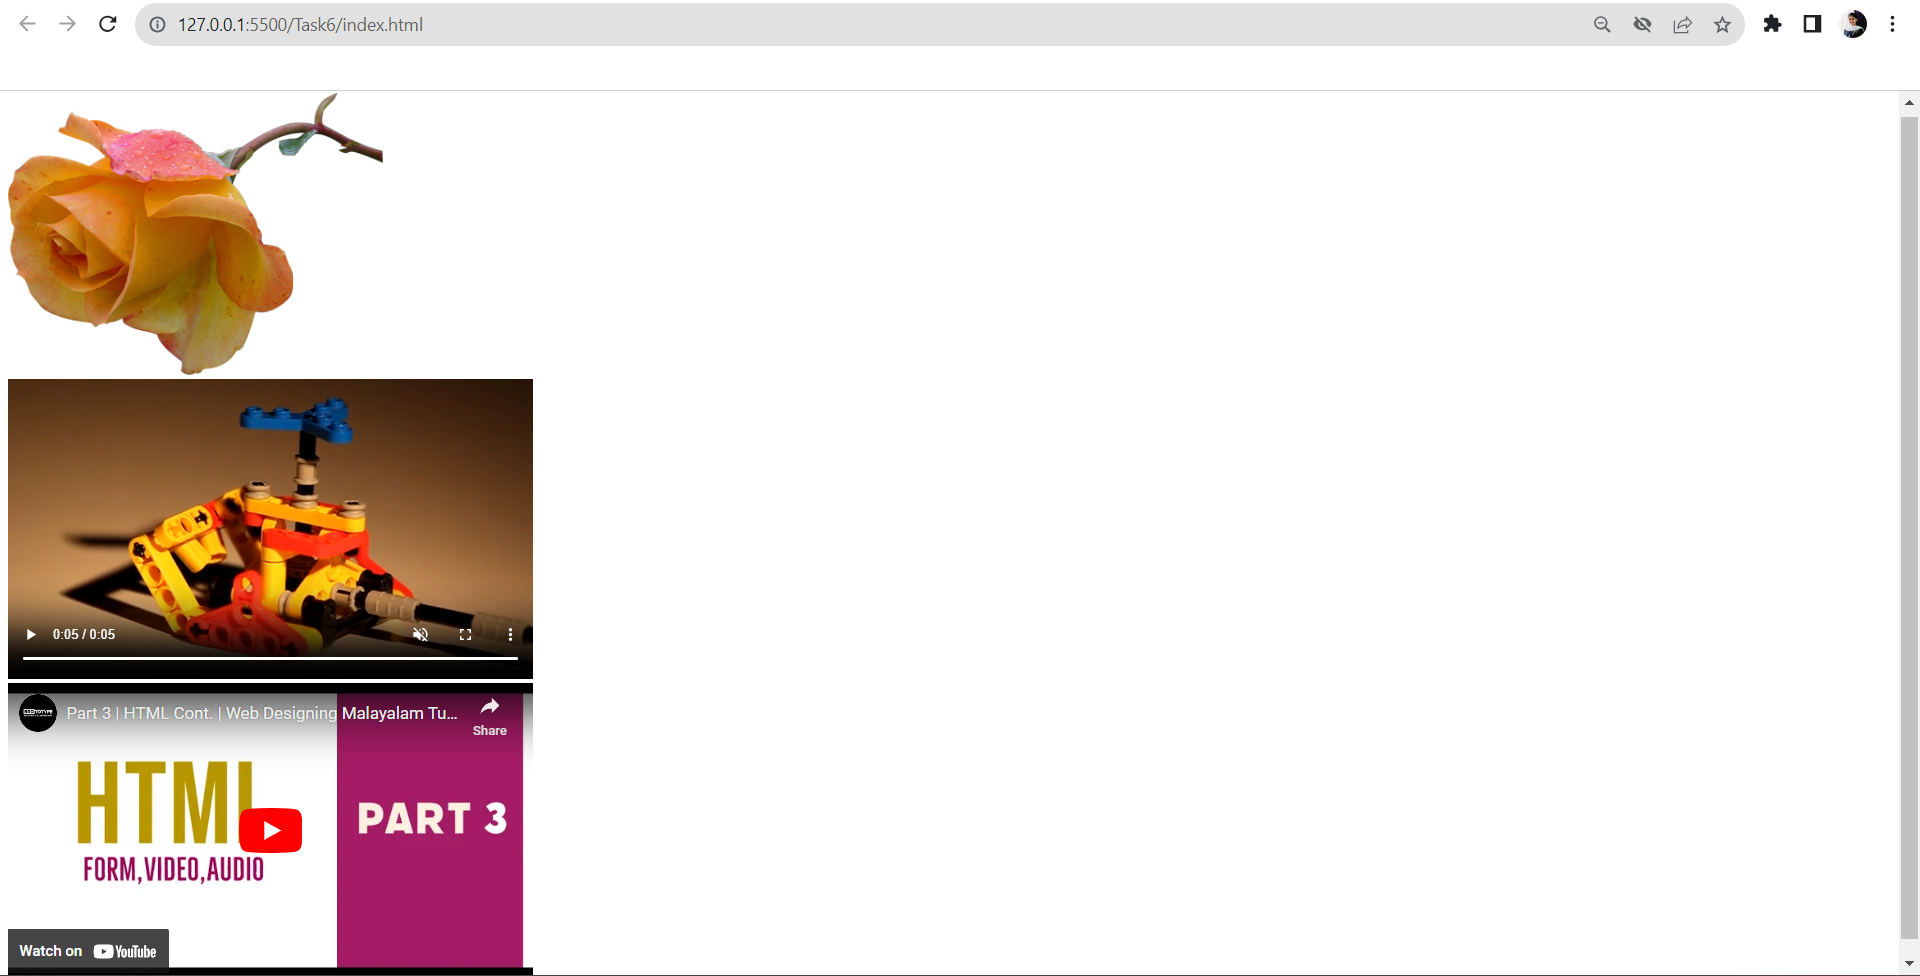 127.0.0.1:5500/Task6/index.html
0:05 / 0:05
Part 3 | HTML Cont. | Web Designing Malayalam Tu...
Share
HTML
FORM,VIDEO,AUDIO
PART 3
Watch on YouTube